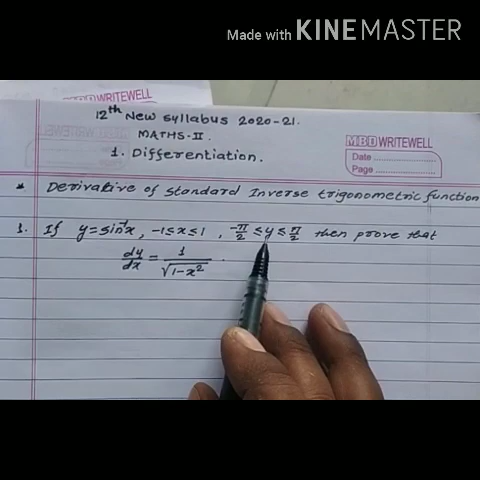 Made with KINEMASTER
MBD WRITEWELL
12th New syllabus 2020-21.
MATHS-II.
MBD WRITEWELL
1. Differentiation.
Date
Page
* Derivative of standard Inverse trigonometric function
1. If y = sin⁻¹x, -1≤x≤1, -π/2 ≤ y ≤ π/2 then prove that
dy/dx = 1/√(1-x²).